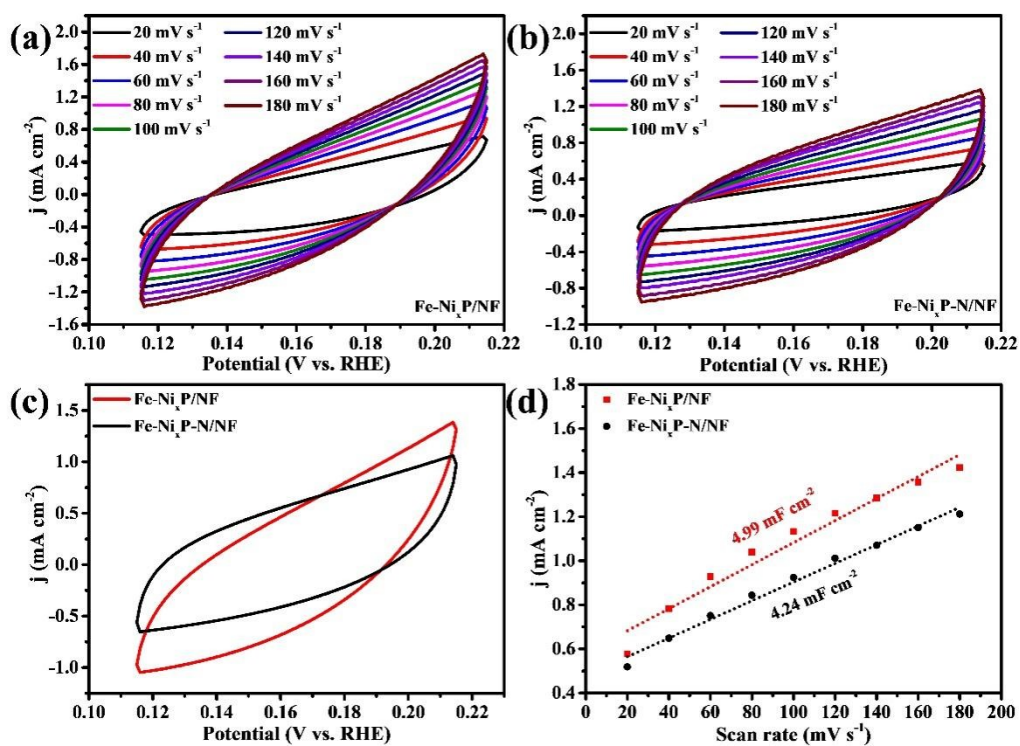 (a)
20 mV s⁻¹ 120 mV s⁻¹
40 mV s⁻¹ 140 mV s⁻¹
60 mV s⁻¹ 160 mV s⁻¹
80 mV s⁻¹ 180 mV s⁻¹
100 mV s⁻¹
2.0
1.6
1.2
0.8
0.4
0.0
-0.4
-0.8
-1.2
-1.6
j (mA cm⁻²)
Fe-NiₓP/NF
0.10 0.12 0.14 0.16 0.18 0.20 0.22
Potential (V vs. RHE)
(b)
20 mV s⁻¹ 120 mV s⁻¹
40 mV s⁻¹ 140 mV s⁻¹
60 mV s⁻¹ 160 mV s⁻¹
80 mV s⁻¹ 180 mV s⁻¹
100 mV s⁻¹
2.0
1.6
1.2
0.8
0.4
0.0
-0.4
-0.8
-1.2
j (mA cm⁻²)
Fe-NiₓP-N/NF
0.10 0.12 0.14 0.16 0.18 0.20 0.22
Potential (V vs. RHE)
(c)
Fe-NiₓP/NF
Fe-NiₓP-N/NF
1.5
1.0
0.5
0.0
-0.5
-1.0
j (mA cm⁻²)
0.10 0.12 0.14 0.16 0.18 0.20 0.22
Potential (V vs. RHE)
(d)
Fe-NiₓP/NF
Fe-NiₓP-N/NF
1.8
1.6
1.4
1.2
1.0
0.8
0.6
0.4
j (mA cm⁻²)
4.99 mF cm⁻²
4.24 mF cm⁻²
0 20 40 60 80 100 120 140 160 180 200
Scan rate (mV s⁻¹)